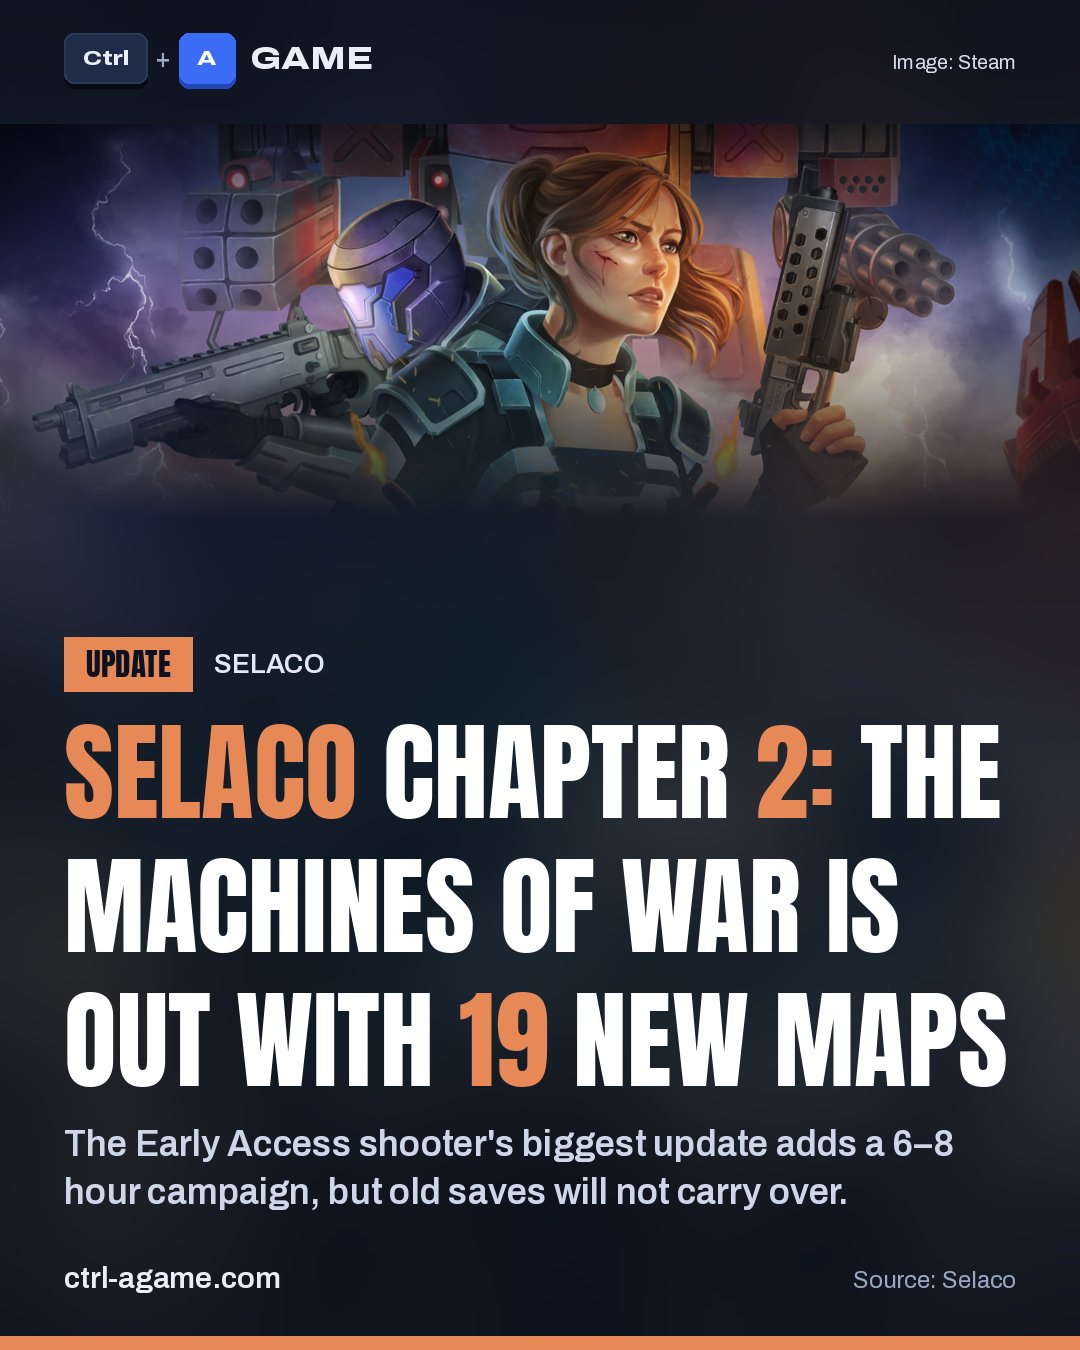 Ctrl + A GAME
Image: Steam
UPDATE SELACO
SELACO CHAPTER 2: THE
MACHINES OF WAR IS
OUT WITH 19 NEW MAPS
The Early Access shooter's biggest update adds a 6–8
hour campaign, but old saves will not carry over.
ctrl-agame.com
Source: Selaco